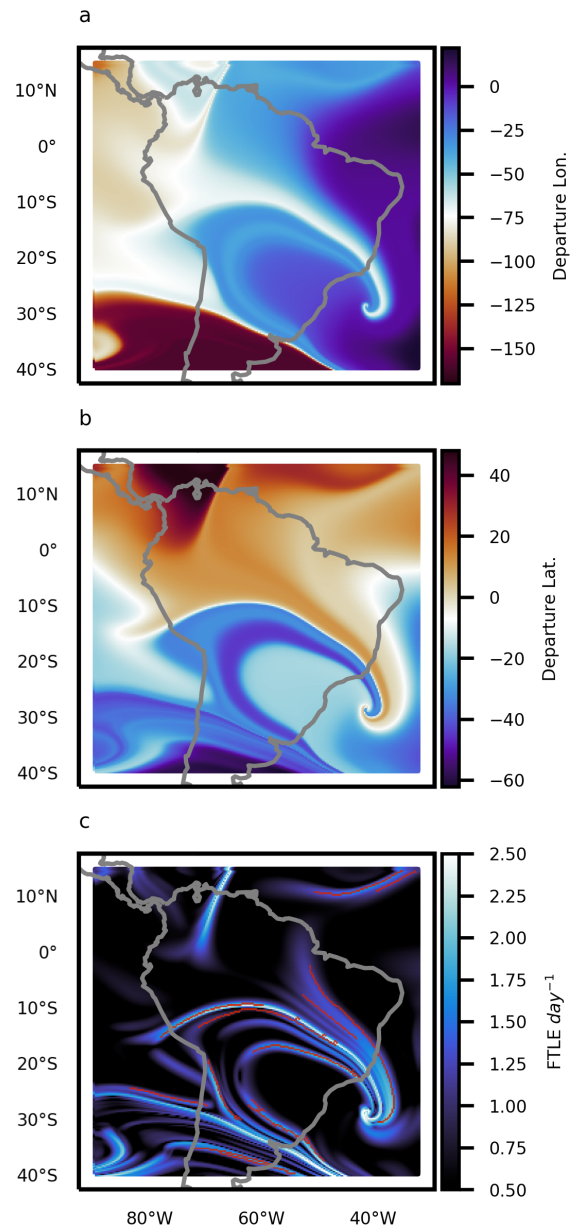 a
10°N
0°
10°S
20°S
30°S
40°S
0
−25
−50
−75
−100
−125
−150
Departure Lon.
b
10°N
0°
10°S
20°S
30°S
40°S
40
20
0
−20
−40
−60
Departure Lat.
c
10°N
0°
10°S
20°S
30°S
40°S
80°W
60°W
40°W
2.50
2.25
2.00
1.75
1.50
1.25
1.00
0.75
0.50
FTLE day⁻¹